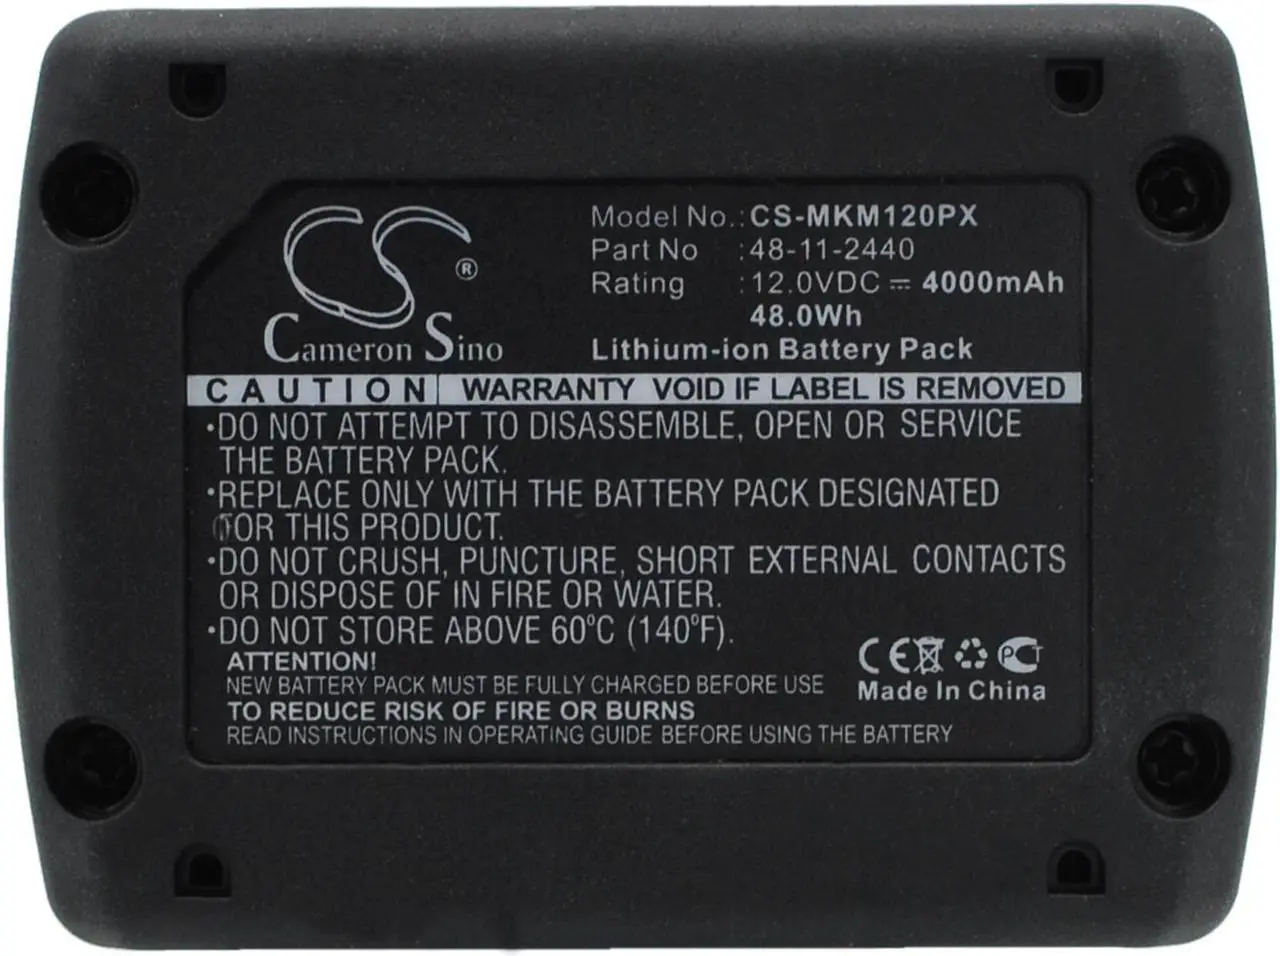 CS®
Cameron Sino
Model No.: CS-MKM120PX
Part No : 48-11-2440
Rating : 12.0VDC ⎓ 4000mAh
48.0Wh
Lithium-ion Battery Pack
CAUTION WARRANTY VOID IF LABEL IS REMOVED
•DO NOT ATTEMPT TO DISASSEMBLE, OPEN OR SERVICE
THE BATTERY PACK.
•REPLACE ONLY WITH THE BATTERY PACK DESIGNATED
FOR THIS PRODUCT.
•DO NOT CRUSH, PUNCTURE, SHORT EXTERNAL CONTACTS
OR DISPOSE OF IN FIRE OR WATER.
•DO NOT STORE ABOVE 60°C (140°F).
ATTENTION!
NEW BATTERY PACK MUST BE FULLY CHARGED BEFORE USE
TO REDUCE RISK OF FIRE OR BURNS
READ INSTRUCTIONS IN OPERATING GUIDE BEFORE USING THE BATTERY
CE PCT
Made In China